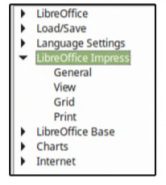 LibreOffice
Load/Save
Language Settings
LibreOffice Impress
General
View
Grid
Print
LibreOffice Base
Charts
Internet